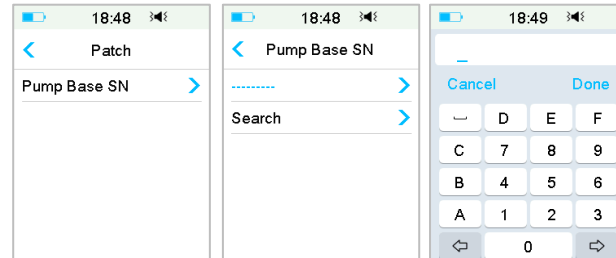 18:48
Patch
Pump Base SN
18:48
Pump Base SN
---------
Search
18:49
_
Cancel Done
D E F
C 7 8 9
B 4 5 6
A 1 2 3
0